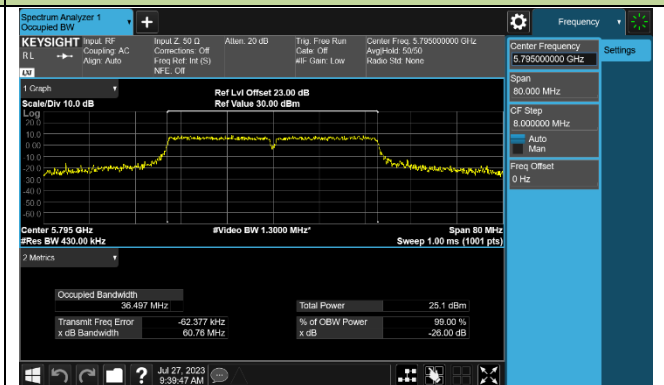 Spectrum Analyzer 1
Occupied BW
Frequency
KEYSIGHT
RL
LXI
Input: RF
Coupling: AC
Align: Auto
Input Z: 50 Ω
Corrections: Off
Freq Ref: Int (S)
NFE: Off
Atten: 20 dB
Trig: Free Run
Gate: Off
#IF Gain: Low
Center Freq: 5.795000000 GHz
Avg|Hold: 50/50
Radio Std: None
Center Frequency
5.795000000 GHz
Settings
Span
80.000 MHz
CF Step
8.000000 MHz
Auto
Man
Freq Offset
0 Hz
1 Graph
Scale/Div 10.0 dB
Ref Lvl Offset 23.00 dB
Ref Value 30.00 dBm
Log
20.0
10.0
0.00
-10.0
-20.0
-30.0
-40.0
-50.0
-60.0
Center 5.795 GHz
#Video BW 1.3000 MHz*
Span 80 MHz
#Res BW 430.00 kHz
Sweep 1.00 ms (1001 pts)
2 Metrics
Occupied Bandwidth
36.497 MHz
Total Power 25.1 dBm
Transmit Freq Error -62.377 kHz
% of OBW Power 99.00 %
x dB Bandwidth 60.76 MHz
x dB -26.00 dB
Jul 27, 2023
9:39:47 AM